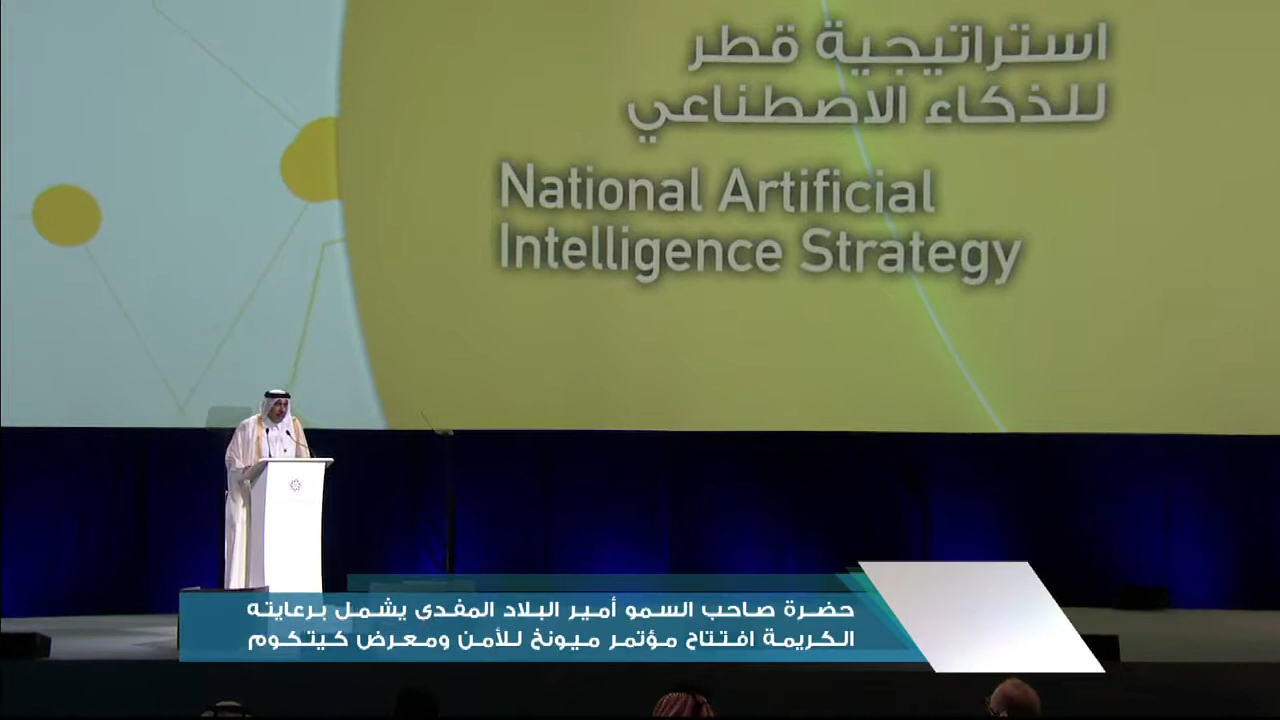 استراتيجية قطر
للذكاء الاصطناعي
National Artificial
Intelligence Strategy
حضرة صاحب السمو أمير البلاد المفدى يشمل برعايته
الكريمة افتتاح مؤتمر ميونخ للأمن ومعرض كيتكوم